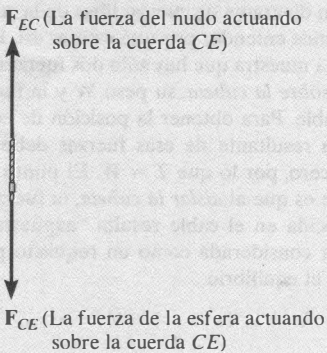 F_EC (La fuerza del nudo actuando
sobre la cuerda CE)
F_CE (La fuerza de la esfera actuando
sobre la cuerda CE)